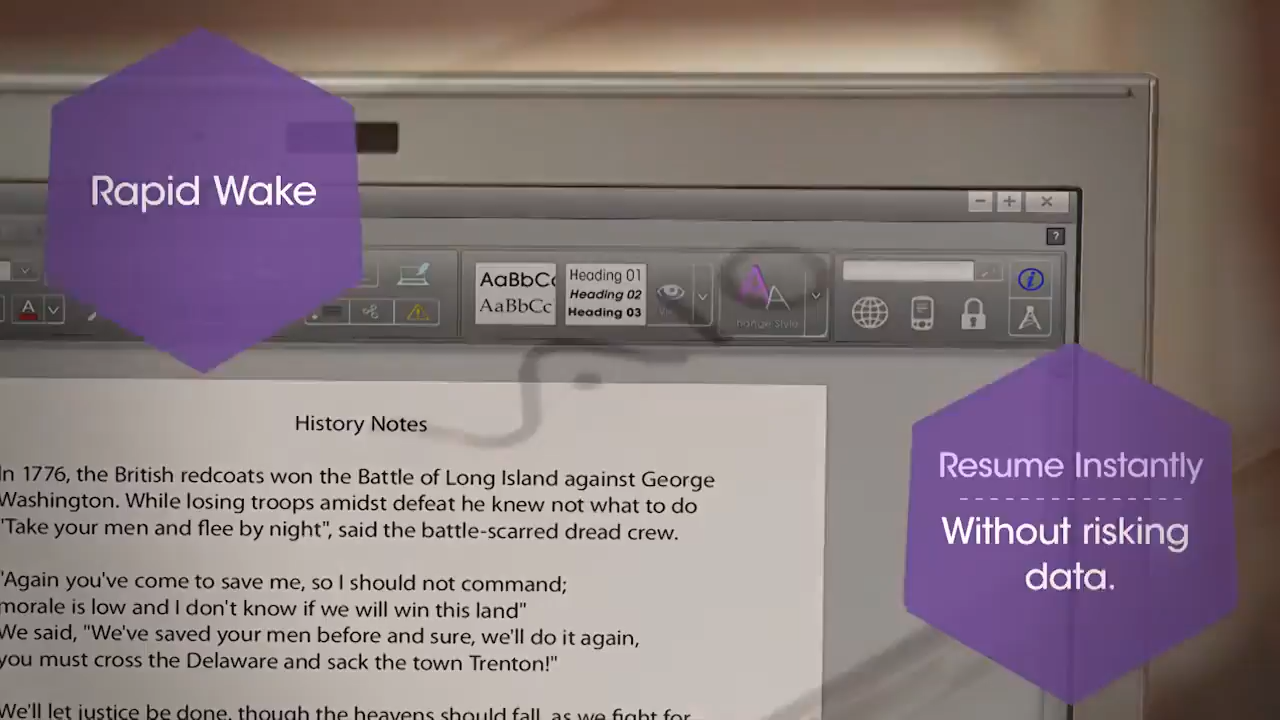 Rapid Wake
?
A
AaBbCc
AaBbCc
Heading 01
Heading 02
Heading 03
A A
hange Style
i
History Notes
In 1776, the British redcoats won the Battle of Long Island against George
Washington. While losing troops amidst defeat he knew not what to do
"Take your men and flee by night", said the battle-scarred dread crew.
"Again you've come to save me, so I should not command;
morale is low and I don't know if we will win this land"
We said, "We've saved your men before and sure, we'll do it again,
you must cross the Delaware and sack the town Trenton!"
We'll let justice be done, though the heavens should fall, as we fight for
Resume Instantly
Without risking
data.